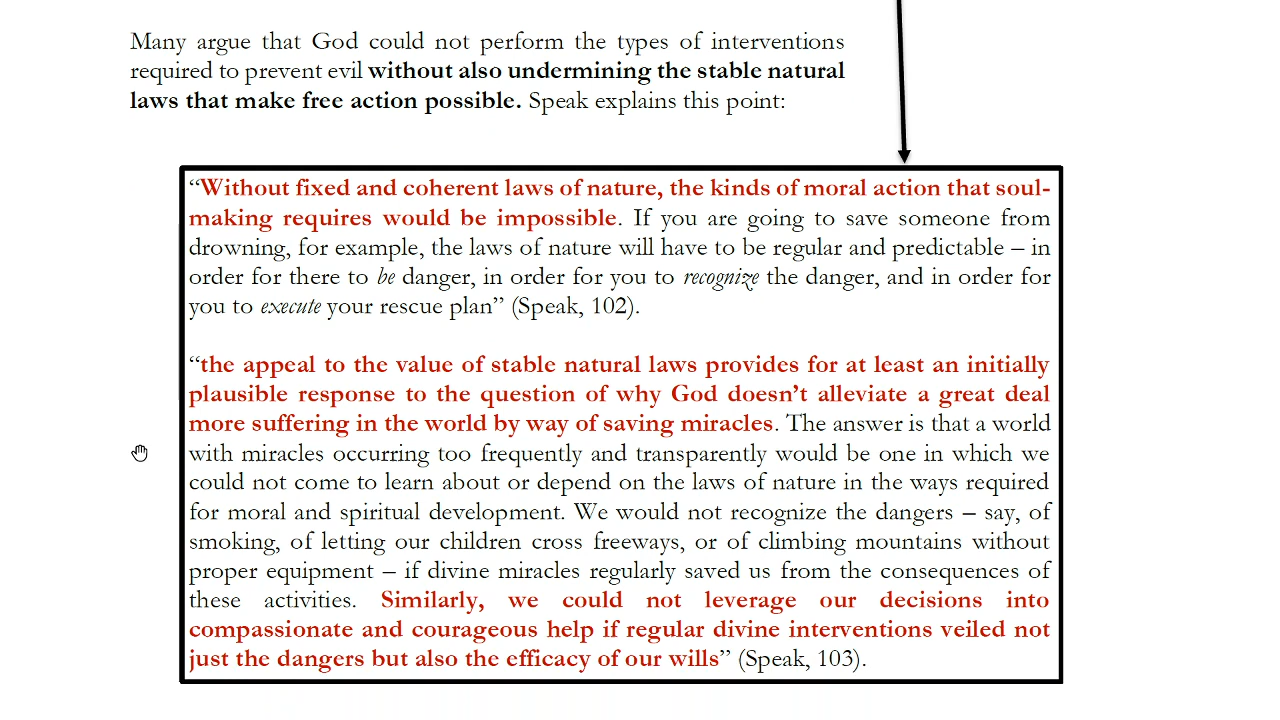 Many argue that God could not perform the types of interventions
required to prevent evil without also undermining the stable natural
laws that make free action possible. Speak explains this point:
“Without fixed and coherent laws of nature, the kinds of moral action that soul-
making requires would be impossible. If you are going to save someone from
drowning, for example, the laws of nature will have to be regular and predictable – in
order for there to be danger, in order for you to recognize the danger, and in order for
you to execute your rescue plan” (Speak, 102).
“the appeal to the value of stable natural laws provides for at least an initially
plausible response to the question of why God doesn’t alleviate a great deal
more suffering in the world by way of saving miracles. The answer is that a world
with miracles occurring too frequently and transparently would be one in which we
could not come to learn about or depend on the laws of nature in the ways required
for moral and spiritual development. We would not recognize the dangers – say, of
smoking, of letting our children cross freeways, or of climbing mountains without
proper equipment – if divine miracles regularly saved us from the consequences of
these activities. Similarly, we could not leverage our decisions into
compassionate and courageous help if regular divine interventions veiled not
just the dangers but also the efficacy of our wills” (Speak, 103).